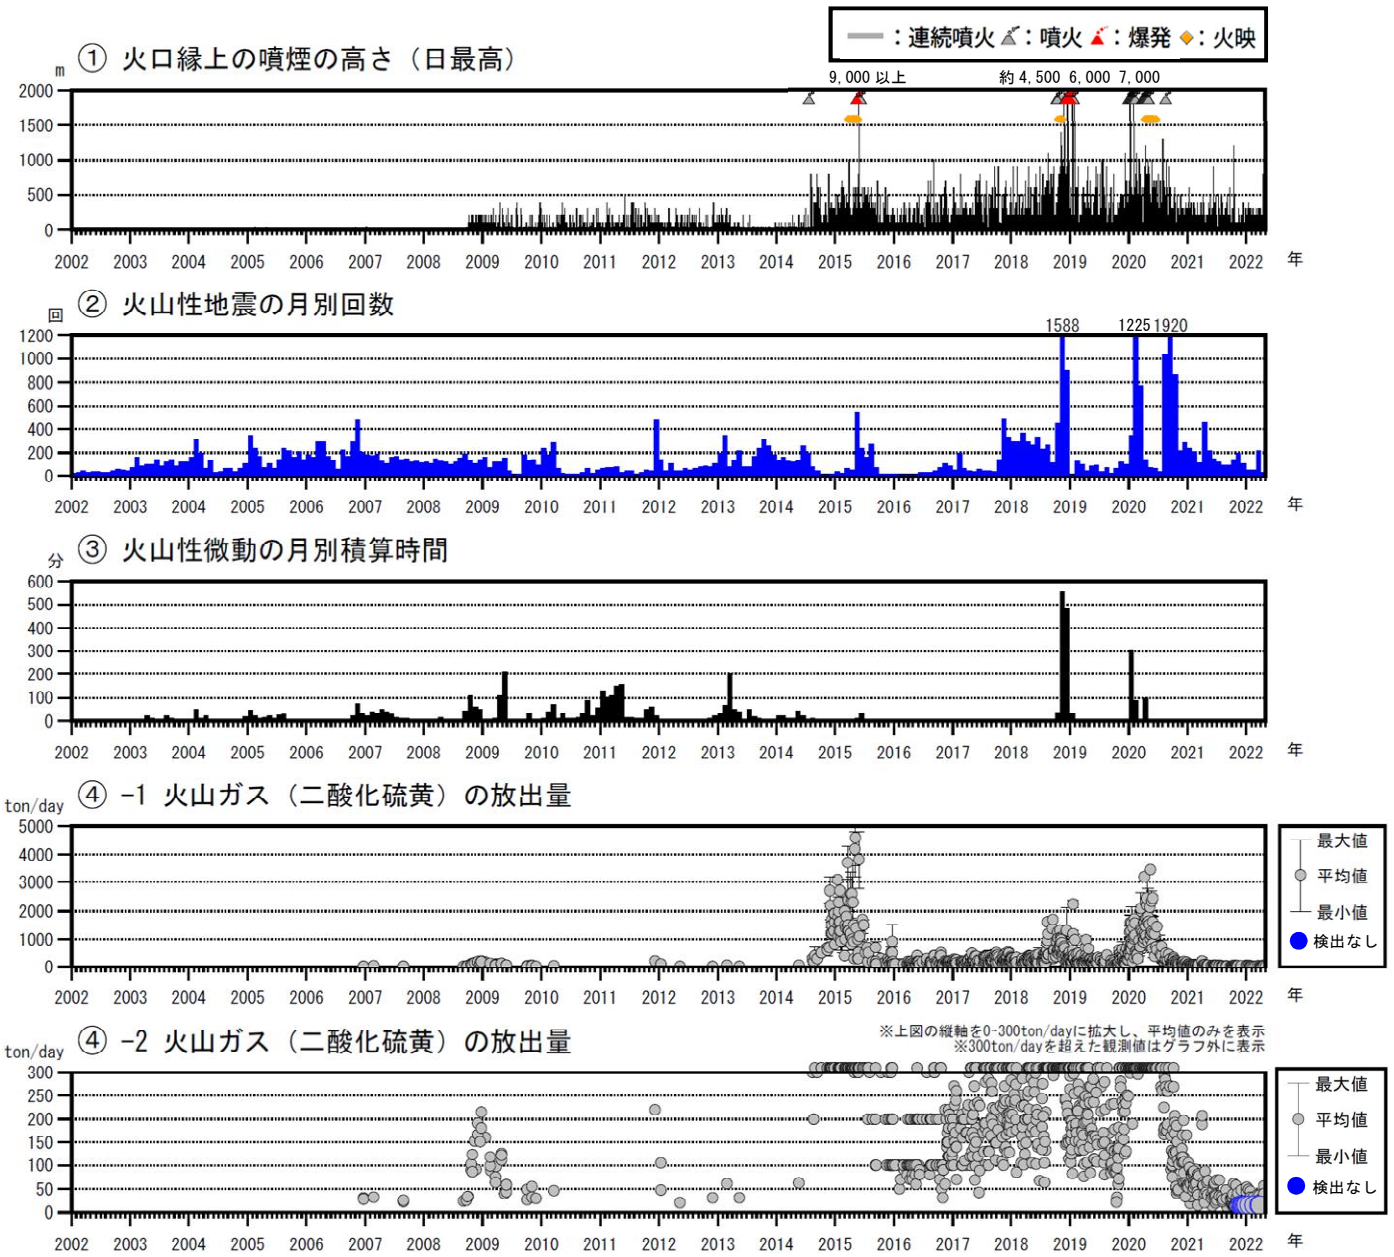 ：連続噴火 ：噴火 ：爆発 ：火映
① 火口縁上の噴煙の高さ（日最高）
m
9,000 以上 約 4,500 6,000 7,000
2000
1500
1000
500
0
2002 2003 2004 2005 2006 2007 2008 2009 2010 2011 2012 2013 2014 2015 2016 2017 2018 2019 2020 2021 2022 年
② 火山性地震の月別回数
回
1588 1225 1920
1200
1000
800
600
400
200
0
2002 2003 2004 2005 2006 2007 2008 2009 2010 2011 2012 2013 2014 2015 2016 2017 2018 2019 2020 2021 2022 年
③ 火山性微動の月別積算時間
分
600
500
400
300
200
100
0
2002 2003 2004 2005 2006 2007 2008 2009 2010 2011 2012 2013 2014 2015 2016 2017 2018 2019 2020 2021 2022 年
④ -1 火山ガス（二酸化硫黄）の放出量
ton/day
5000
4000
3000
2000
1000
0
最大値
平均値
最小値
検出なし
2002 2003 2004 2005 2006 2007 2008 2009 2010 2011 2012 2013 2014 2015 2016 2017 2018 2019 2020 2021 2022 年
④ -2 火山ガス（二酸化硫黄）の放出量
※上図の縦軸を0-300ton/dayに拡大し、平均値のみを表示
※300ton/dayを超えた観測値はグラフ外に表示
ton/day
300
250
200
150
100
50
0
最大値
平均値
最小値
検出なし
2002 2003 2004 2005 2006 2007 2008 2009 2010 2011 2012 2013 2014 2015 2016 2017 2018 2019 2020 2021 2022 年